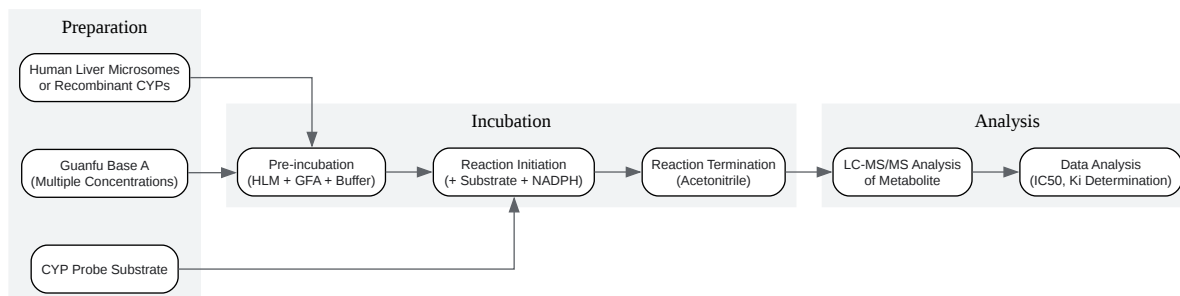 Preparation
Human Liver Microsomes
or Recombinant CYPs
Guanfu Base A
(Multiple Concentrations)
CYP Probe Substrate
Incubation
Pre-incubation
(HLM + GFA + Buffer)
Reaction Initiation
(+ Substrate + NADPH)
Reaction Termination
(Acetonitrile)
Analysis
LC-MS/MS Analysis
of Metabolite
Data Analysis
(IC50, Ki Determination)